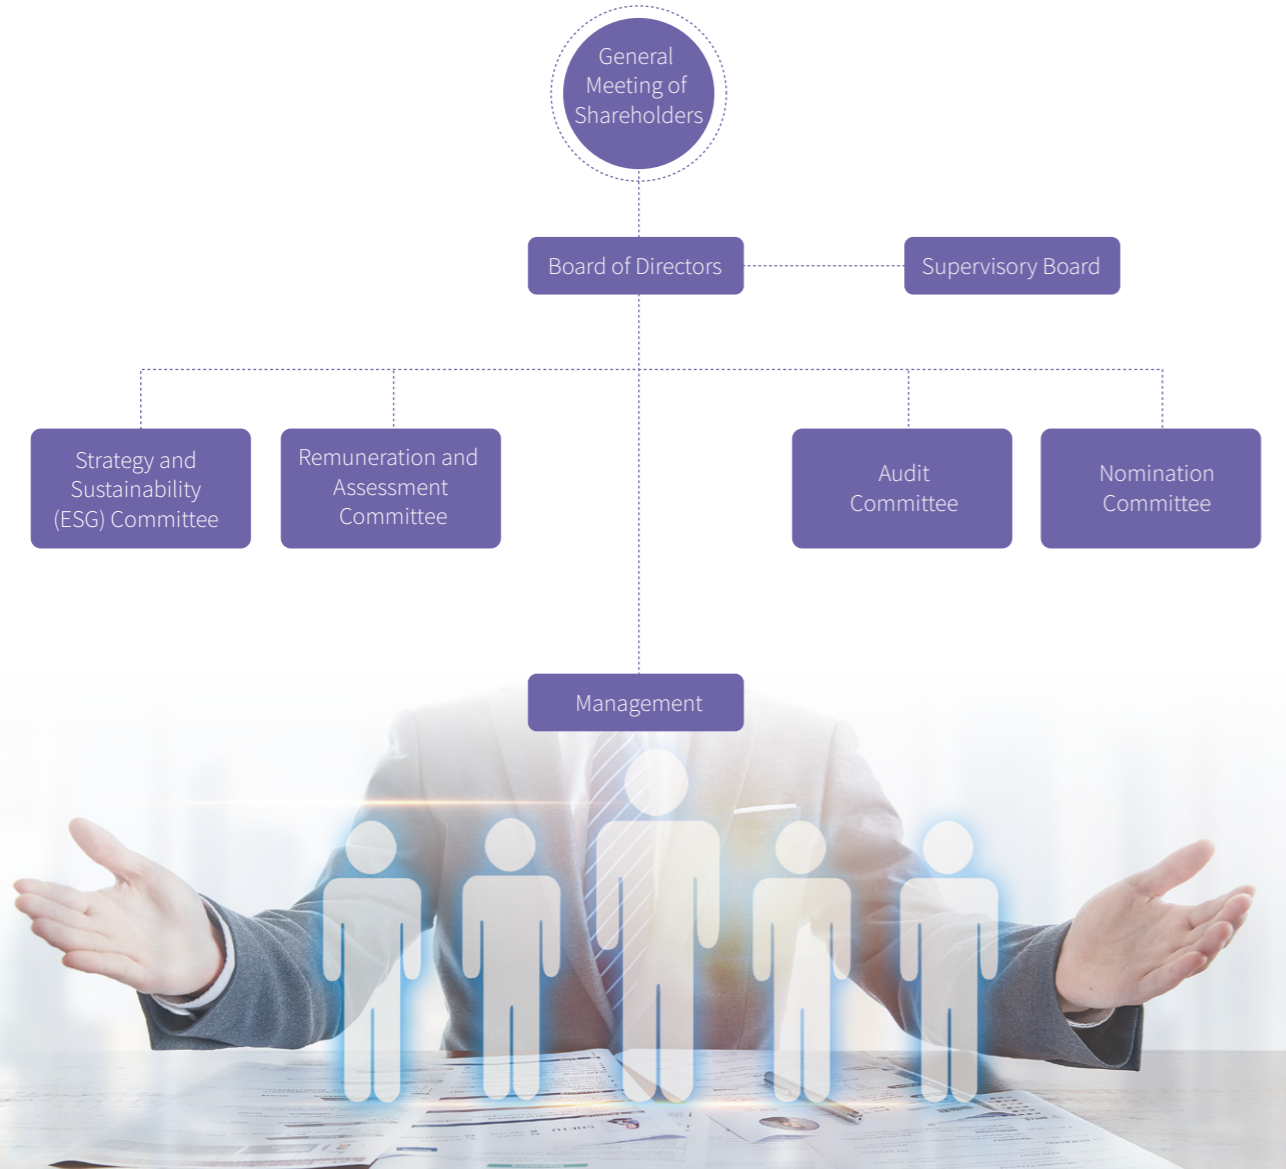 General
Meeting of
Shareholders
Board of Directors
Supervisory Board
Strategy and
Sustainability
(ESG) Committee
Remuneration and
Assessment
Committee
Audit
Committee
Nomination
Committee
Management